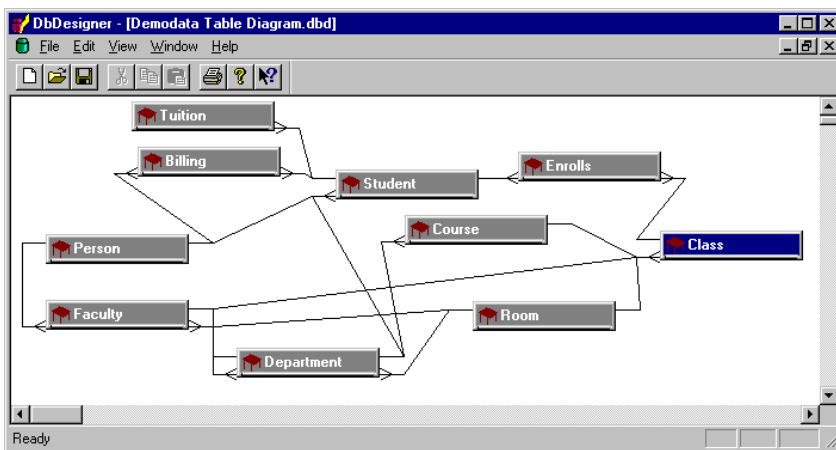 DbDesigner - [Demodata Table Diagram.dbd]
File Edit View Window Help
Tuition
Billing
Enrolls
Student
Course
Person
Class
Faculty
Room
Department
Ready